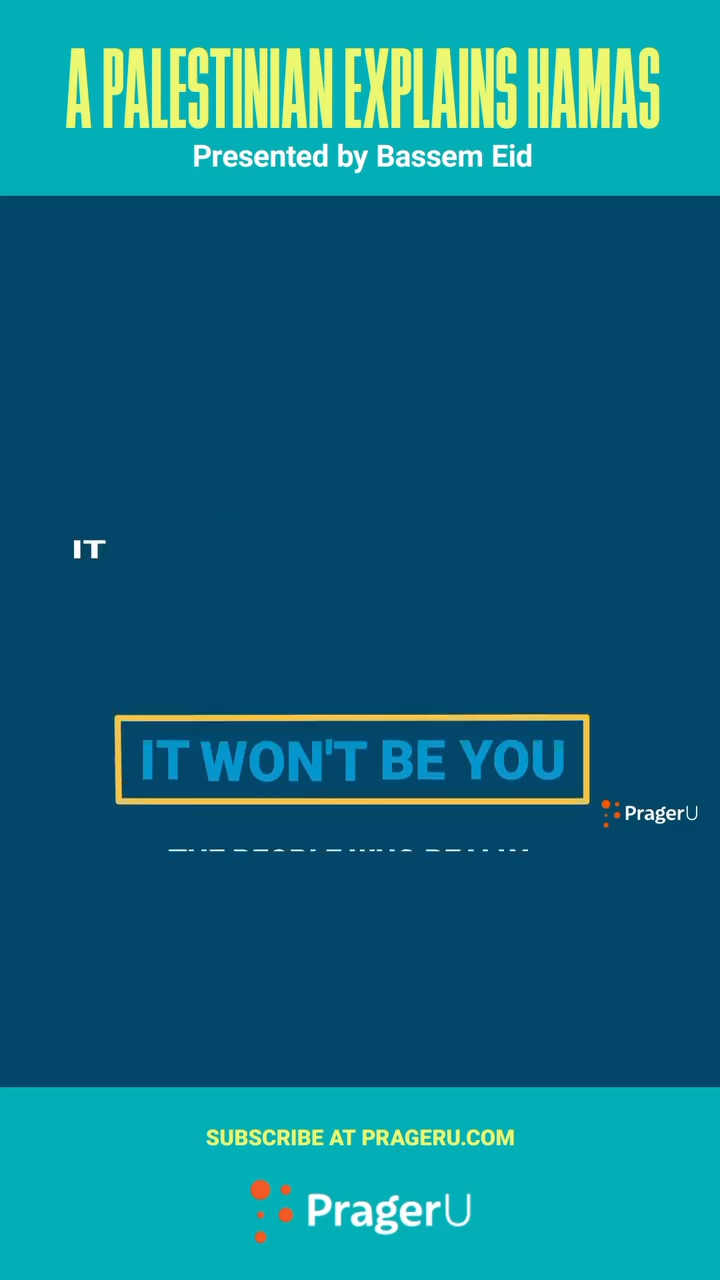 A PALESTINIAN EXPLAINS HAMAS
Presented by Bassem Eid
IT
IT WON'T BE YOU
PragerU
SUBSCRIBE AT PRAGERU.COM
PragerU